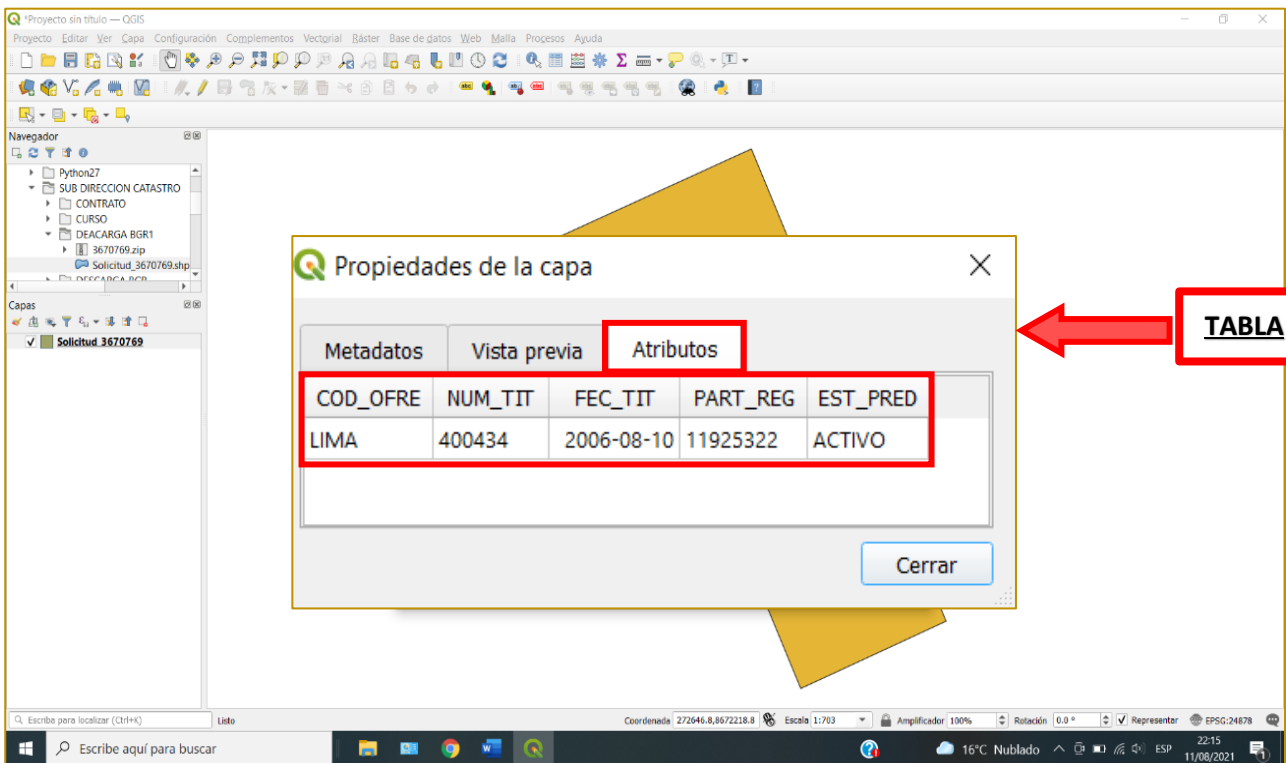 *Proyecto sin título — QGIS
Proyecto Editar Ver Capa Configuración Complementos Vectorial Ráster Base de datos Web Malla Procesos Ayuda
Navegador
Python27
SUB DIRECCION CATASTRO
CONTRATO
CURSO
DEACARGA BGR1
3670769.zip
Solicitud_3670769.shp
Capas
Solicitud 3670769
Propiedades de la capa
Metadatos Vista previa Atributos
COD_OFRE NUM_TIT FEC_TIT PART_REG EST_PRED
LIMA 400434 2006-08-10 11925322 ACTIVO
Cerrar
TABLA
Escriba para localizar (Ctrl+K) Listo Coordenada 272646.8,8672218.8 Escala 1:703 Amplificador 100% Rotación 0.0 ° Representar EPSG:24878
Escribe aquí para buscar 16°C Nublado ESP 22:15
11/08/2021